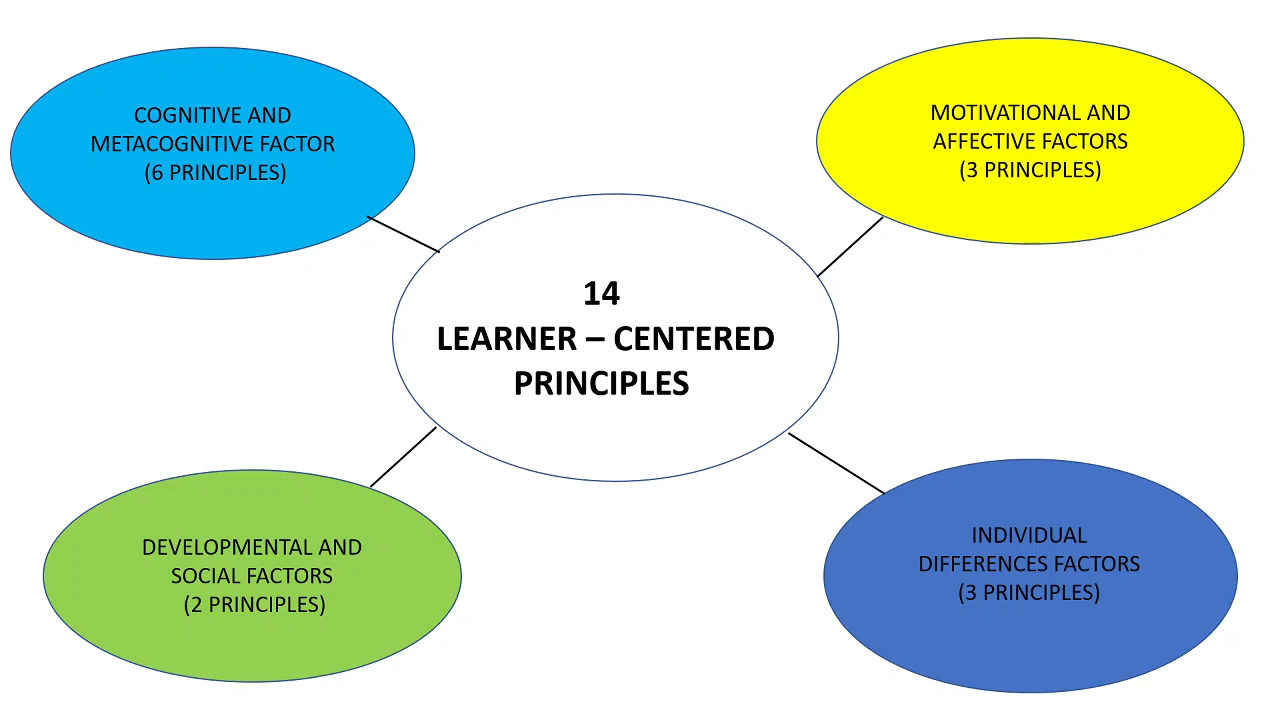 COGNITIVE AND
METACOGNITIVE FACTOR
(6 PRINCIPLES)
MOTIVATIONAL AND
AFFECTIVE FACTORS
(3 PRINCIPLES)
14
LEARNER – CENTERED
PRINCIPLES
DEVELOPMENTAL AND
SOCIAL FACTORS
(2 PRINCIPLES)
INDIVIDUAL
DIFFERENCES FACTORS
(3 PRINCIPLES)